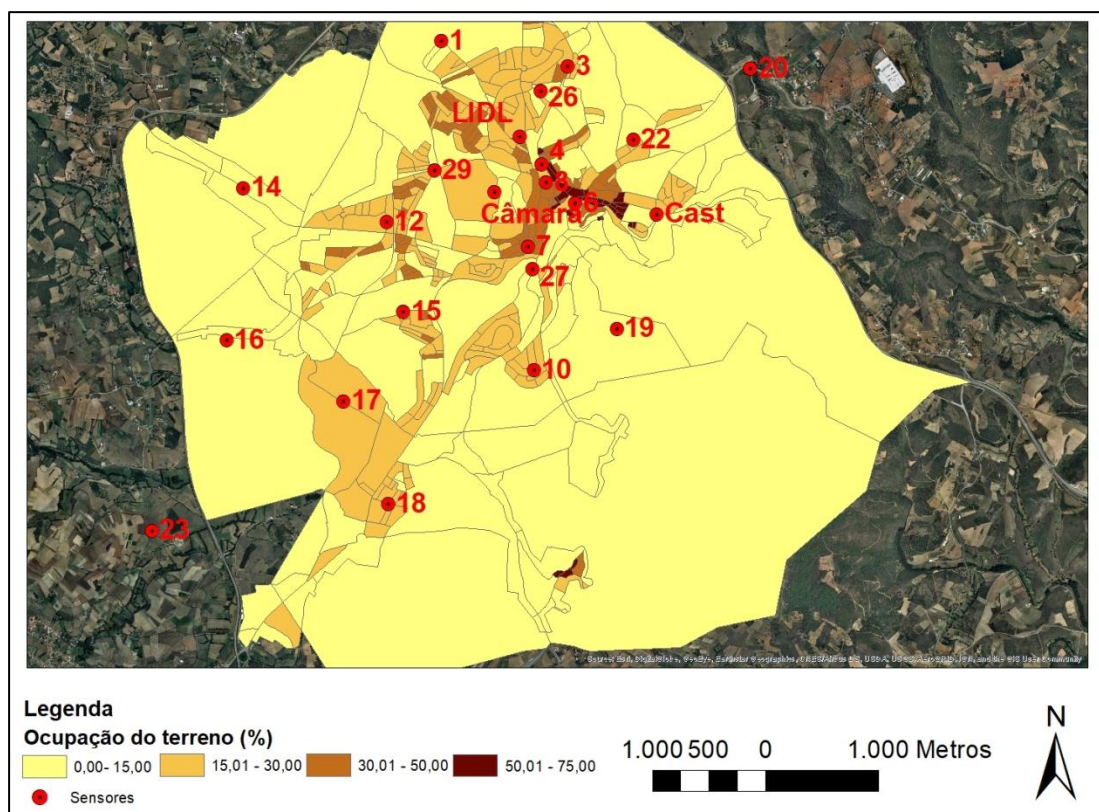 1
3
20
26
LIDL
22
4
29
14
3
Câmara
6
Cast
12
7
27
15
19
16
10
17
18
23
Legenda
Ocupação do terreno (%)
0,00- 15,00
15,01 - 30,00
30,01 - 50,00
50,01 - 75,00
Sensores
N
1.000 500 0 1.000 Metros